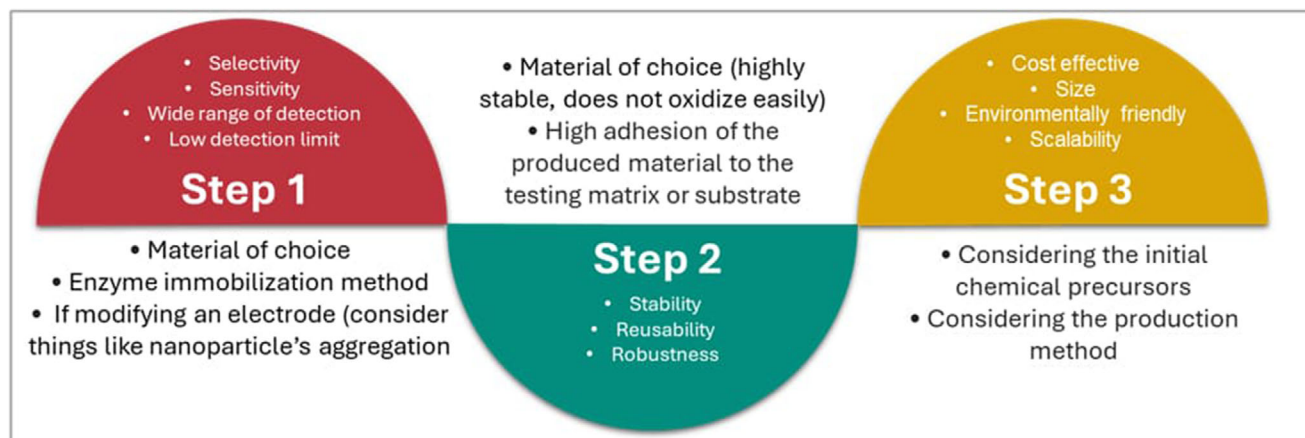 • Selectivity
• Sensitivity
• Wide range of detection
• Low detection limit
Step 1
• Material of choice
• Enzyme immobilization method
• If modifying an electrode (consider
things like nanoparticle's aggregation
• Material of choice (highly
stable, does not oxidize easily)
• High adhesion of the
produced material to the
testing matrix or substrate
Step 2
• Stability
• Reusability
• Robustness
• Cost effective
• Size
• Environmentally friendly
• Scalability
Step 3
• Considering the initial
chemical precursors
• Considering the production
method